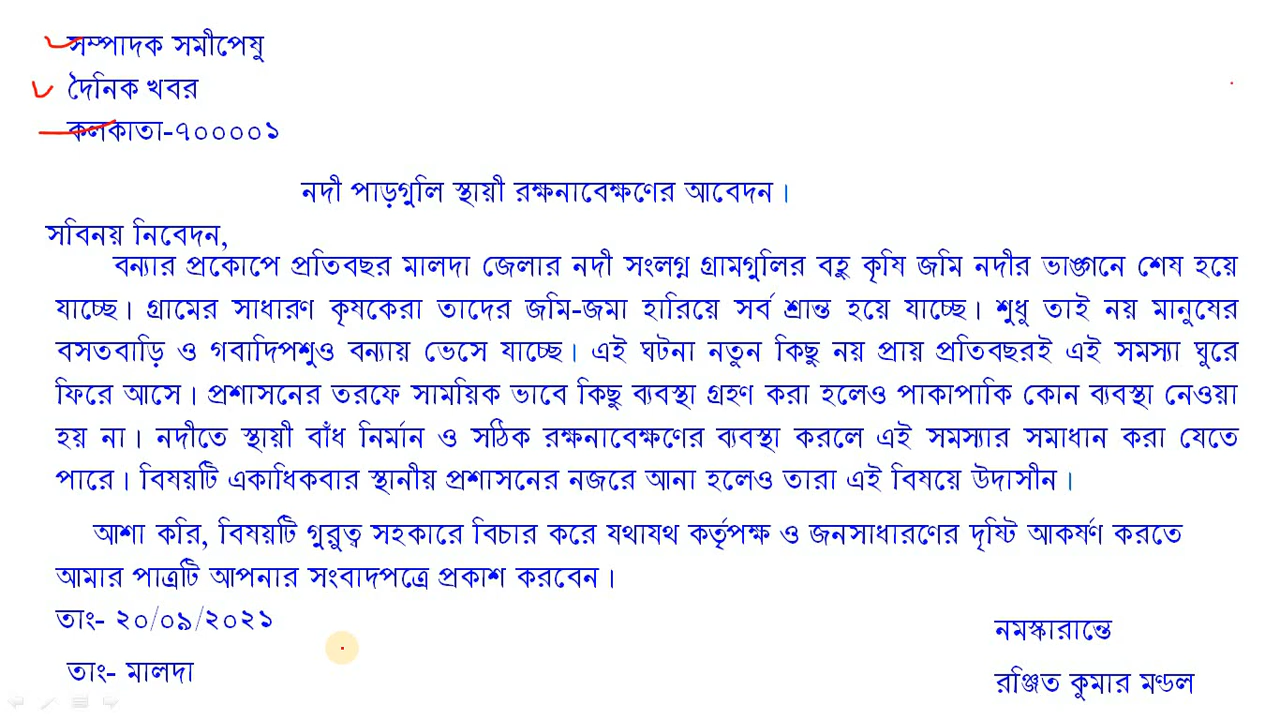 সম্পাদক সমীপেষু
দৈনিক খবর
কলকাতা-৭০০০০১
নদী পাড়গুলি স্থায়ী রক্ষনাবেক্ষণের আবেদন।
সবিনয় নিবেদন,
বন্যার প্রকোপে প্রতিবছর মালদা জেলার নদী সংলগ্ন গ্রামগুলির বহু কৃষি জমি নদীর ভাঙ্গনে শেষ হয়ে
যাচ্ছে। গ্রামের সাধারণ কৃষকেরা তাদের জমি-জমা হারিয়ে সর্ব শ্রান্ত হয়ে যাচ্ছে। শুধু তাই নয় মানুষের
বসতবাড়ি ও গবাদিপশুও বন্যায় ভেসে যাচ্ছে। এই ঘটনা নতুন কিছু নয় প্রায় প্রতিবছরই এই সমস্যা ঘুরে
ফিরে আসে। প্রশাসনের তরফে সাময়িক ভাবে কিছু ব্যবস্থা গ্রহণ করা হলেও পাকাপাকি কোন ব্যবস্থা নেওয়া
হয় না। নদীতে স্থায়ী বাঁধ নির্মান ও সঠিক রক্ষনাবেক্ষণের ব্যবস্থা করলে এই সমস্যার সমাধান করা যেতে
পারে। বিষয়টি একাধিকবার স্থানীয় প্রশাসনের নজরে আনা হলেও তারা এই বিষয়ে উদাসীন।
আশা করি, বিষয়টি গুরুত্ব সহকারে বিচার করে যথাযথ কর্তৃপক্ষ ও জনসাধারণের দৃষ্টি আকর্ষণ করতে
আমার পাত্রটি আপনার সংবাদপত্রে প্রকাশ করবেন।
তাং- ২০/০৯/২০২১
নমস্কারান্তে
তাং- মালদা
রঞ্জিত কুমার মণ্ডল